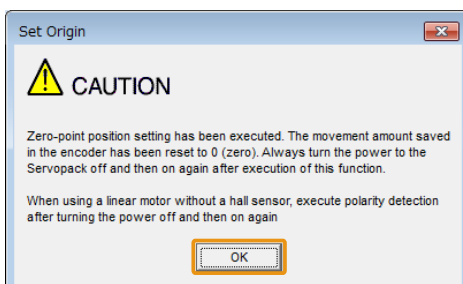 Set Origin
CAUTION
Zero-point position setting has been executed. The movement amount saved
in the encoder has been reset to 0 (zero). Always turn the power to the
Servopack off and then on again after execution of this function.
When using a linear motor without a hall sensor, execute polarity detection
after turning the power off and then on again
OK